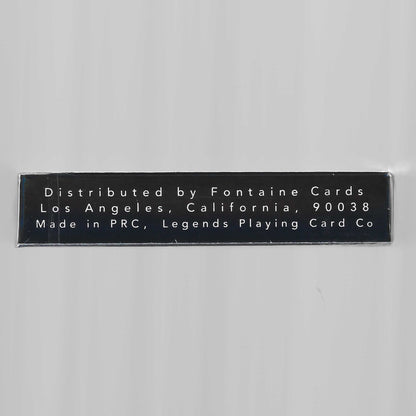 Distributed by Fontaine Cards
Los Angeles, California, 90038
Made in PRC, Legends Playing Card Co